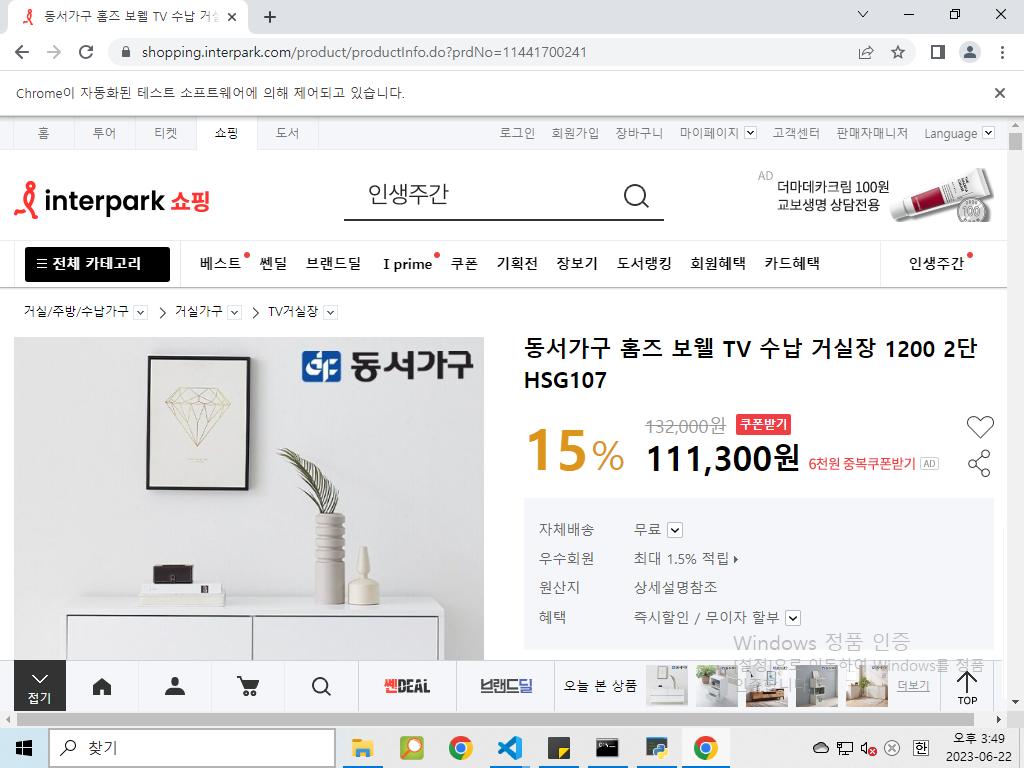 동서가구 홈즈 보웰 TV 수납 거실
shopping.interpark.com/product/productInfo.do?prdNo=11441700241
Chrome이 자동화된 테스트 소프트웨어에 의해 제어되고 있습니다.
홈 투어 티켓 쇼핑 도서 로그인 회원가입 장바구니 마이페이지 고객센터 판매자매니저 Language
interpark 쇼핑
인생주간
AD
더마데카크림 100원
교보생명 상담전용
100
전체 카테고리 베스트 쎈딜 브랜드딜 I prime 쿠폰 기획전 장보기 도서랭킹 회원혜택 카드혜택 인생주간
거실/주방/수납가구 > 거실가구 > TV거실장
동서가구
동서가구 홈즈 보웰 TV 수납 거실장 1200 2단
HSG107
15%
132,000원 쿠폰받기
111,300원 6천원 중복쿠폰받기 AD
자체배송 무료
우수회원 최대 1.5% 적립
원산지 상세설명참조
혜택 즉시할인 / 무이자 할부
Windows 정품 인증
[설정]으로 이동하여 Windows를 정품
접기
쎈DEAL
브랜드딜
오늘 본 상품
더보기
TOP
찾기
한
오후 3:49
2023-06-22